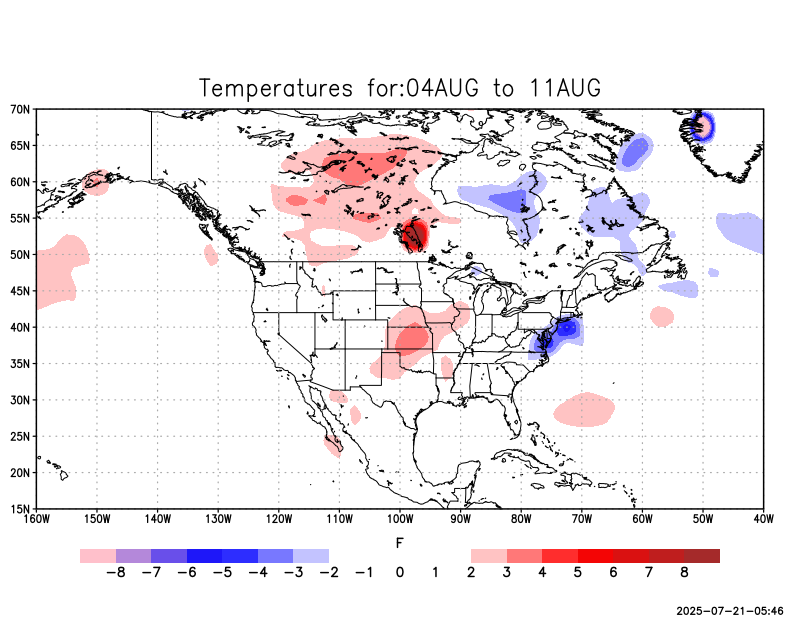 Temperatures for:04AUG to 11AUG
70N
65N
60N
55N
50N
45N
40N
35N
30N
25N
20N
15N
160W 150W 140W 130W 120W 110W 100W 90W 80W 70W 60W 50W 40W
F
-8 -7 -6 -5 -4 -3 -2 -1 0 1 2 3 4 5 6 7 8
2025-07-21-05:46